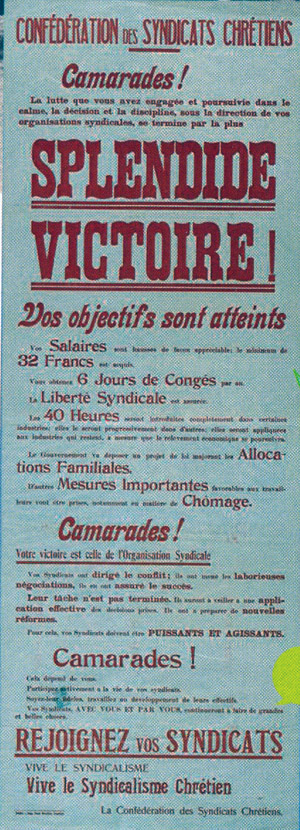 CONFÉDÉRATION DES SYNDICATS CHRÉTIENS
Camarades !
La lutte que vous avez engagée et poursuivie dans le
calme, la décision et la discipline, sous la direction de vos
organisations syndicales, se termine par la plus
SPLENDIDE
VICTOIRE !
Vos objectifs sont atteints
Vos Salaires sont haussés de façon appréciable; le minimum de
32 Francs est acquis.
Vous obtenez 6 Jours de Congés par an.
La Liberté Syndicale est assurée.
Les 40 Heures seront introduites complètement dans certaines
industries; elles le seront progressivement dans d'autres; elles seront appliquées
aux industries qui restent, a mesure que le relèvement économique se poursuivra.
Le Gouvernement va déposer un projet de loi majorant les Alloca-
tions Familiales.
D'autres Mesures Importantes favorables aux travail-
leurs vont être prises, notamment en matière de Chômage.
Camarades !
Votre victoire est celle de l'Organisation Syndicale
Vos Syndicats ont dirigé le conflit; ils ont mené les laborieuses
négociations, ils en ont assuré le succès.
Leur tâche n'est pas terminée. Ils auront a veiller a une appli-
cation effective des décisions prises. Ils ont a préparer de nouvelles
réformes.
Pour cela, vos Syndicats doivent être PUISSANTS ET AGISSANTS.
Camarades !
Cela dépend de vous.
Participez activement a la vie de vos syndicats.
Soyez-leur fidèles, travaillez au développement de leurs effectifs.
Vos Syndicats, AVEC VOUS ET PAR VOUS, continueront a faire de grandes
et belles choses.
REJOIGNEZ VOS SYNDICATS
VIVE LE SYNDICALISME
Vive le Syndicalisme Chrétien
La Confédération des Syndicats Chrétiens.